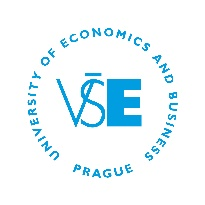 UNIVERSITY OF ECONOMICS AND BUSINESS
VŠE
PRAGUE